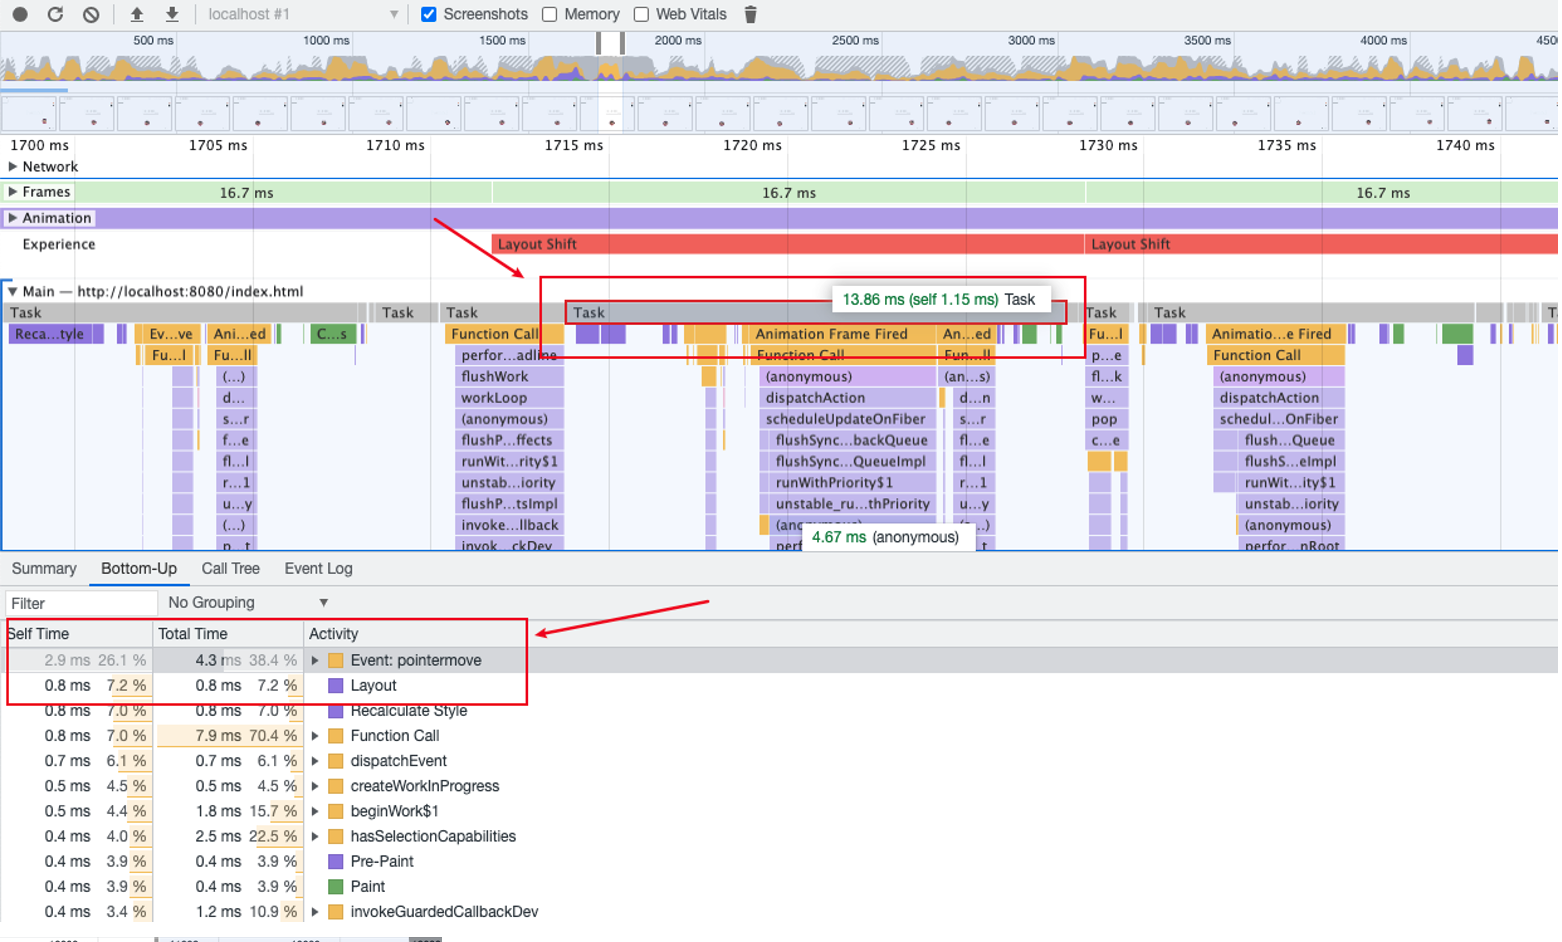 localhost #1 Screenshots Memory Web Vitals
500 ms 1000 ms 1500 ms 2000 ms 2500 ms 3000 ms 3500 ms 4000 ms 450
1700 ms 1705 ms 1710 ms 1715 ms 1720 ms 1725 ms 1730 ms 1735 ms 1740 ms
Network
Frames 16.7 ms 16.7 ms 16.7 ms
Animation
Experience Layout Shift Layout Shift
Main — http://localhost:8080/index.html
13.86 ms (self 1.15 ms) Task
Task Task Task Task Task Task T...
Reca...tyle Ev...ve Ani...ed C...s Function Call Animation Frame Fired An...ed Fu...l Animatio...e Fired
Fu...l Fu...ll perfor...adline Function Call Fun...ll p...e Function Call
(...) flushWork (anonymous) (an...s) fl...k (anonymous)
d... workLoop dispatchAction d...n w... dispatchAction
s...r (anonymous) scheduleUpdateOnFiber s...r pop schedul...OnFiber
f...e flushP...ffects flushSync...backQueue fl...e c...e flush...Queue
fl...l runWit...rity$1 flushSync...QueueImpl fl...l flushS...eImpl
r...1 unstab...iority runWithPriority$1 r...1 runWit...ity$1
u...y flushP...tsImpl unstable_ru...thPriority u...y unstab...iority
(...) invoke...llback (anonymous) (...) (anonymous)
4.67 ms (anonymous)
p...t invok...ckDev perf ...t perfor...nRoot
Summary Bottom-Up Call Tree Event Log
Filter No Grouping
Self Time Total Time Activity
2.9 ms 26.1 % 4.3 ms 38.4 % Event: pointermove
0.8 ms 7.2 % 0.8 ms 7.2 % Layout
0.8 ms 7.0 % 0.8 ms 7.0 % Recalculate Style
0.8 ms 7.0 % 7.9 ms 70.4 % Function Call
0.7 ms 6.1 % 0.7 ms 6.1 % dispatchEvent
0.5 ms 4.5 % 0.5 ms 4.5 % createWorkInProgress
0.5 ms 4.4 % 1.8 ms 15.7 % beginWork$1
0.4 ms 4.0 % 2.5 ms 22.5 % hasSelectionCapabilities
0.4 ms 3.9 % 0.4 ms 3.9 % Pre-Paint
0.4 ms 3.9 % 0.4 ms 3.9 % Paint
0.4 ms 3.4 % 1.2 ms 10.9 % invokeGuardedCallbackDev